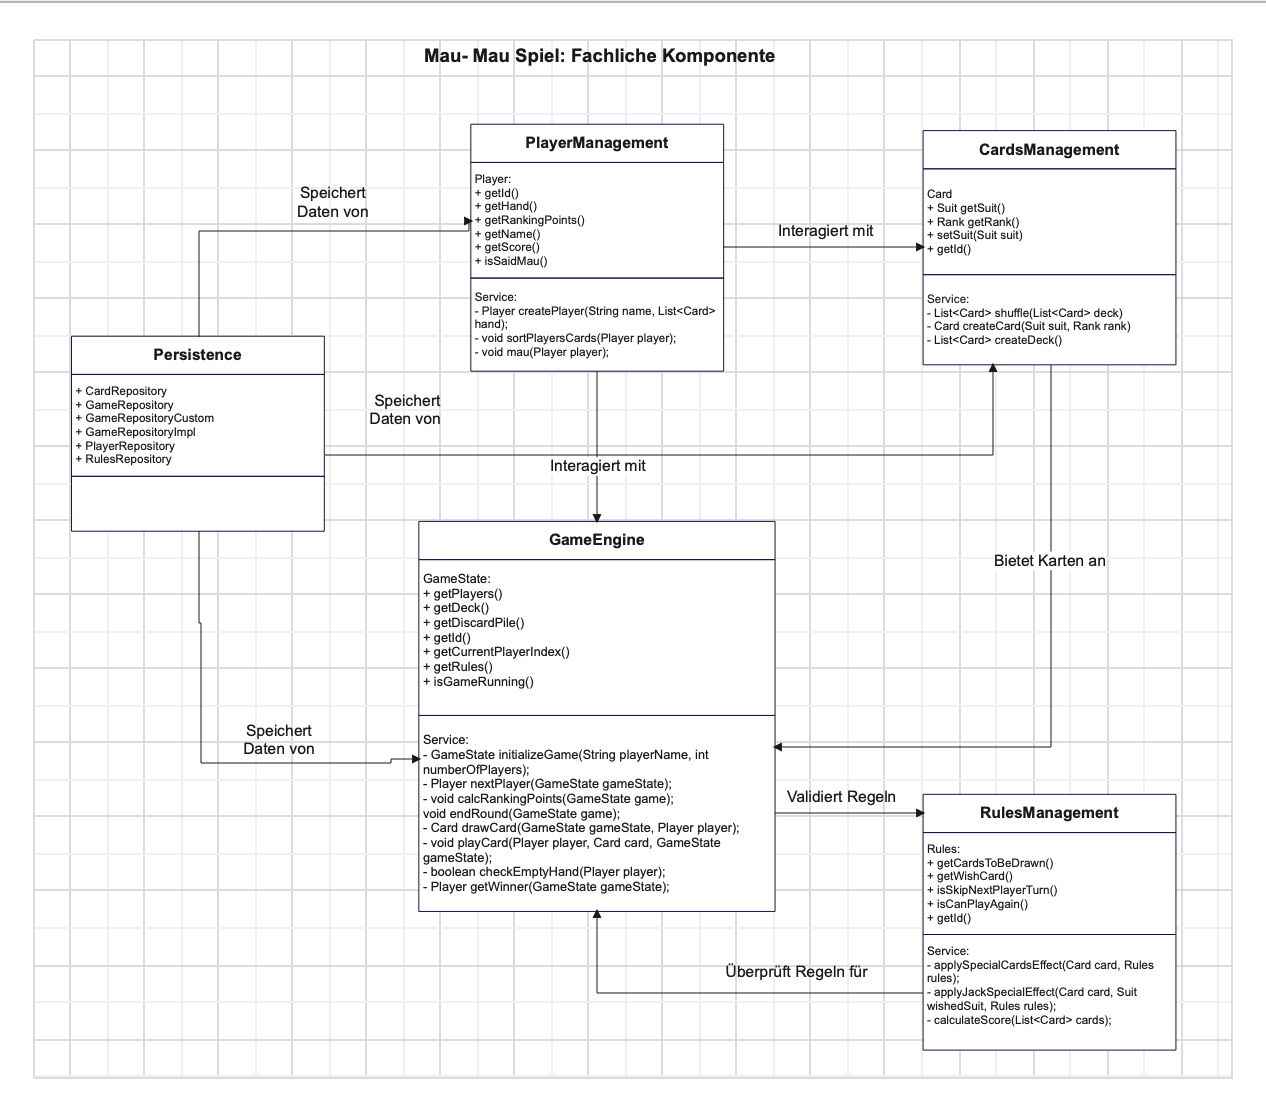 Mau- Mau Spiel: Fachliche Komponente
PlayerManagement
Player:
+ getId()
+ getHand()
+ getRankingPoints()
+ getName()
+ getScore()
+ isSaidMau()
Service:
- Player createPlayer(String name, List<Card>
hand);
- void sortPlayersCards(Player player);
- void mau(Player player);
CardsManagement
Card
+ Suit getSuit()
+ Rank getRank()
+ setSuit(Suit suit)
+ getId()
Service:
- List<Card> shuffle(List<Card> deck)
- Card createCard(Suit suit, Rank rank)
- List<Card> createDeck()
Speichert
Daten von
Interagiert mit
Persistence
+ CardRepository
+ GameRepository
+ GameRepositoryCustom
+ GameRepositoryImpl
+ PlayerRepository
+ RulesRepository
Speichert
Daten von
Interagiert mit
Bietet Karten an
GameEngine
GameState:
+ getPlayers()
+ getDeck()
+ getDiscardPile()
+ getId()
+ getCurrentPlayerIndex()
+ getRules()
+ isGameRunning()
Service:
- GameState initializeGame(String playerName, int
numberOfPlayers);
- Player nextPlayer(GameState gameState);
- void calcRankingPoints(GameState game);
void endRound(GameState game);
- Card drawCard(GameState gameState, Player player);
- void playCard(Player player, Card card, GameState
gameState);
- boolean checkEmptyHand(Player player);
- Player getWinner(GameState gameState);
Speichert
Daten von
Validiert Regeln
RulesManagement
Rules:
+ getCardsToBeDrawn()
+ getWishCard()
+ isSkipNextPlayerTurn()
+ isCanPlayAgain()
+ getId()
Service:
- applySpecialCardsEffect(Card card, Rules
rules);
- applyJackSpecialEffect(Card card, Suit
wishedSuit, Rules rules);
- calculateScore(List<Card> cards);
Überprüft Regeln für